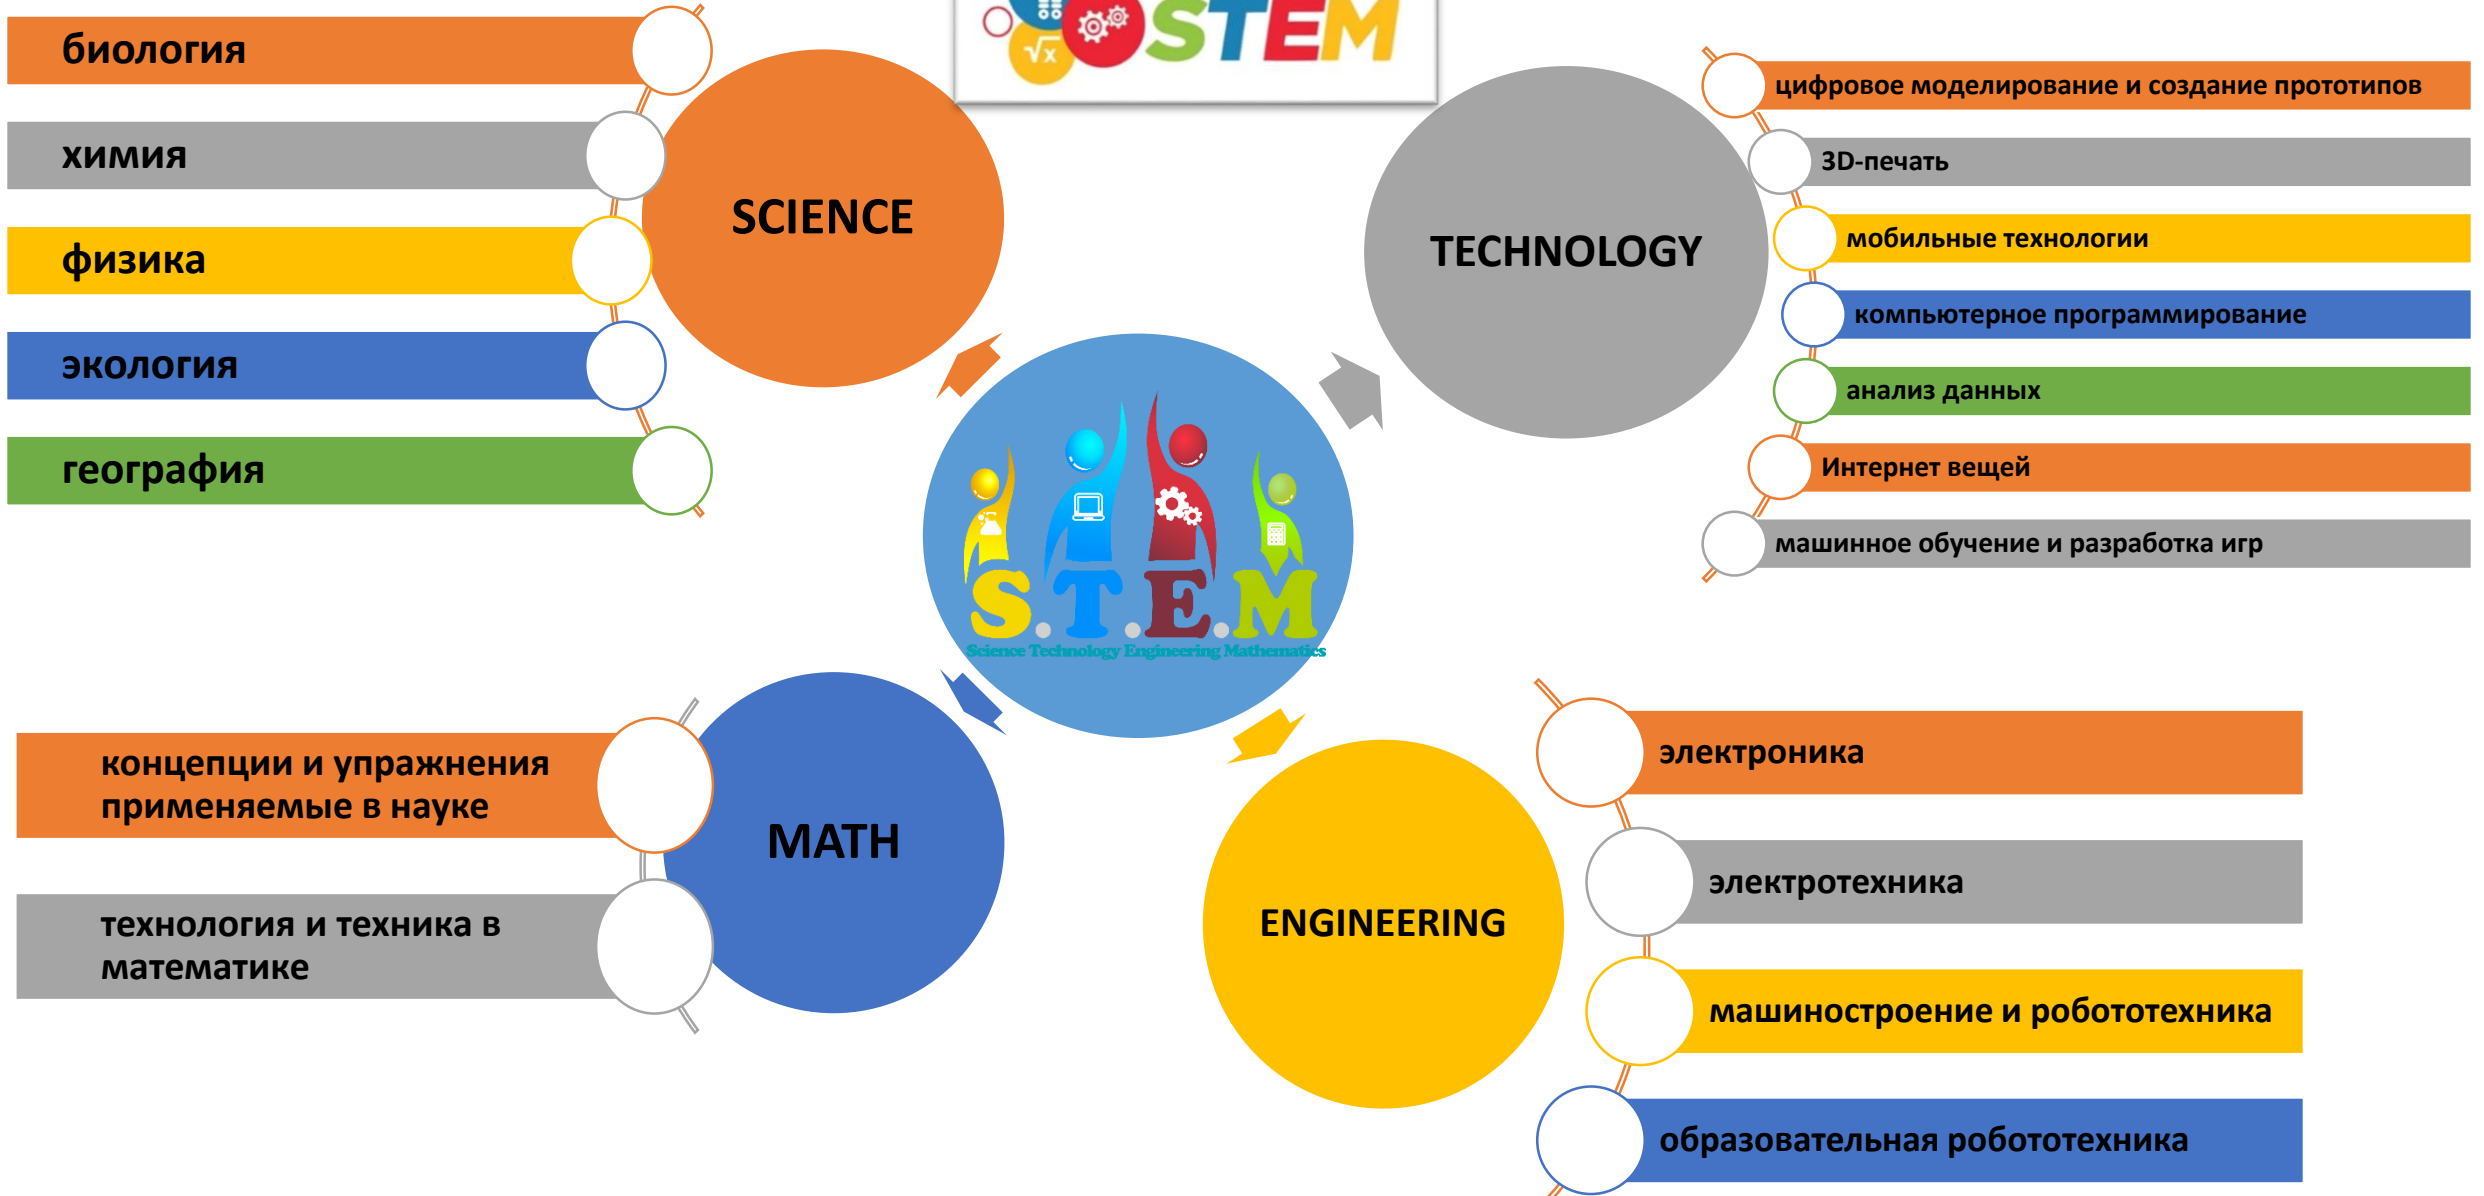 STEM
√x
биология
химия
физика
экология
география
SCIENCE
TECHNOLOGY
цифровое моделирование и создание прототипов
3D-печать
мобильные технологии
компьютерное программирование
анализ данных
Интернет вещей
машинное обучение и разработка игр
S.T.E.M
Science Technology Engineering Mathematics
концепции и упражнения
применяемые в науке
технология и техника в
математике
MATH
ENGINEERING
электроника
электротехника
машиностроение и робототехника
образовательная робототехника